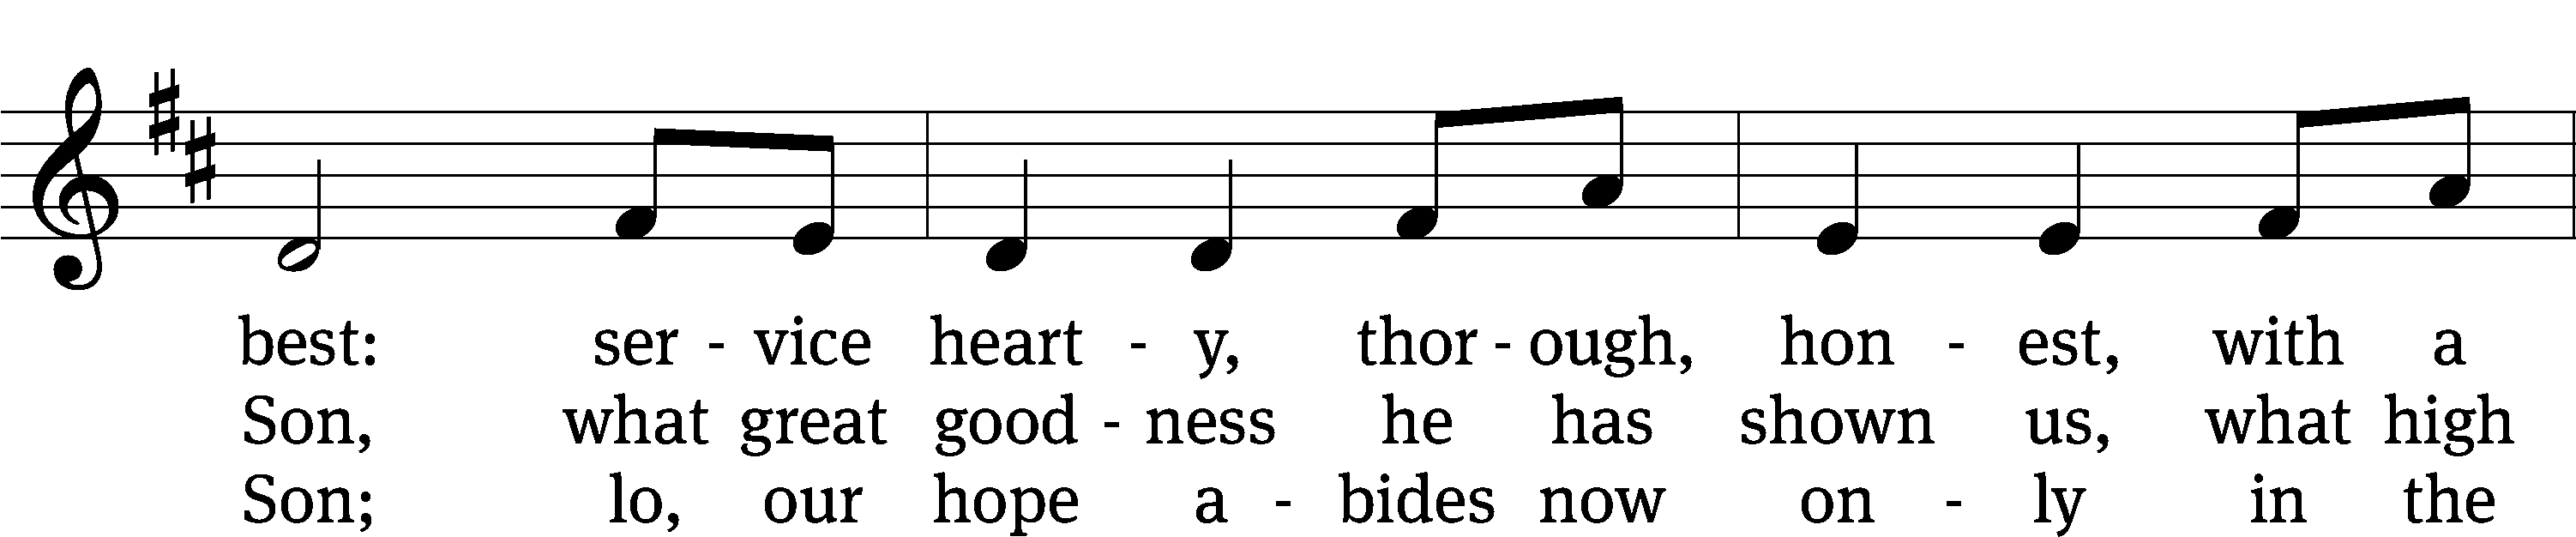 best: ser - vice heart - y, thor - ough, hon - est, with a
Son, what great good - ness he has shown us, what high
Son; lo, our hope a - bides now on - ly in the